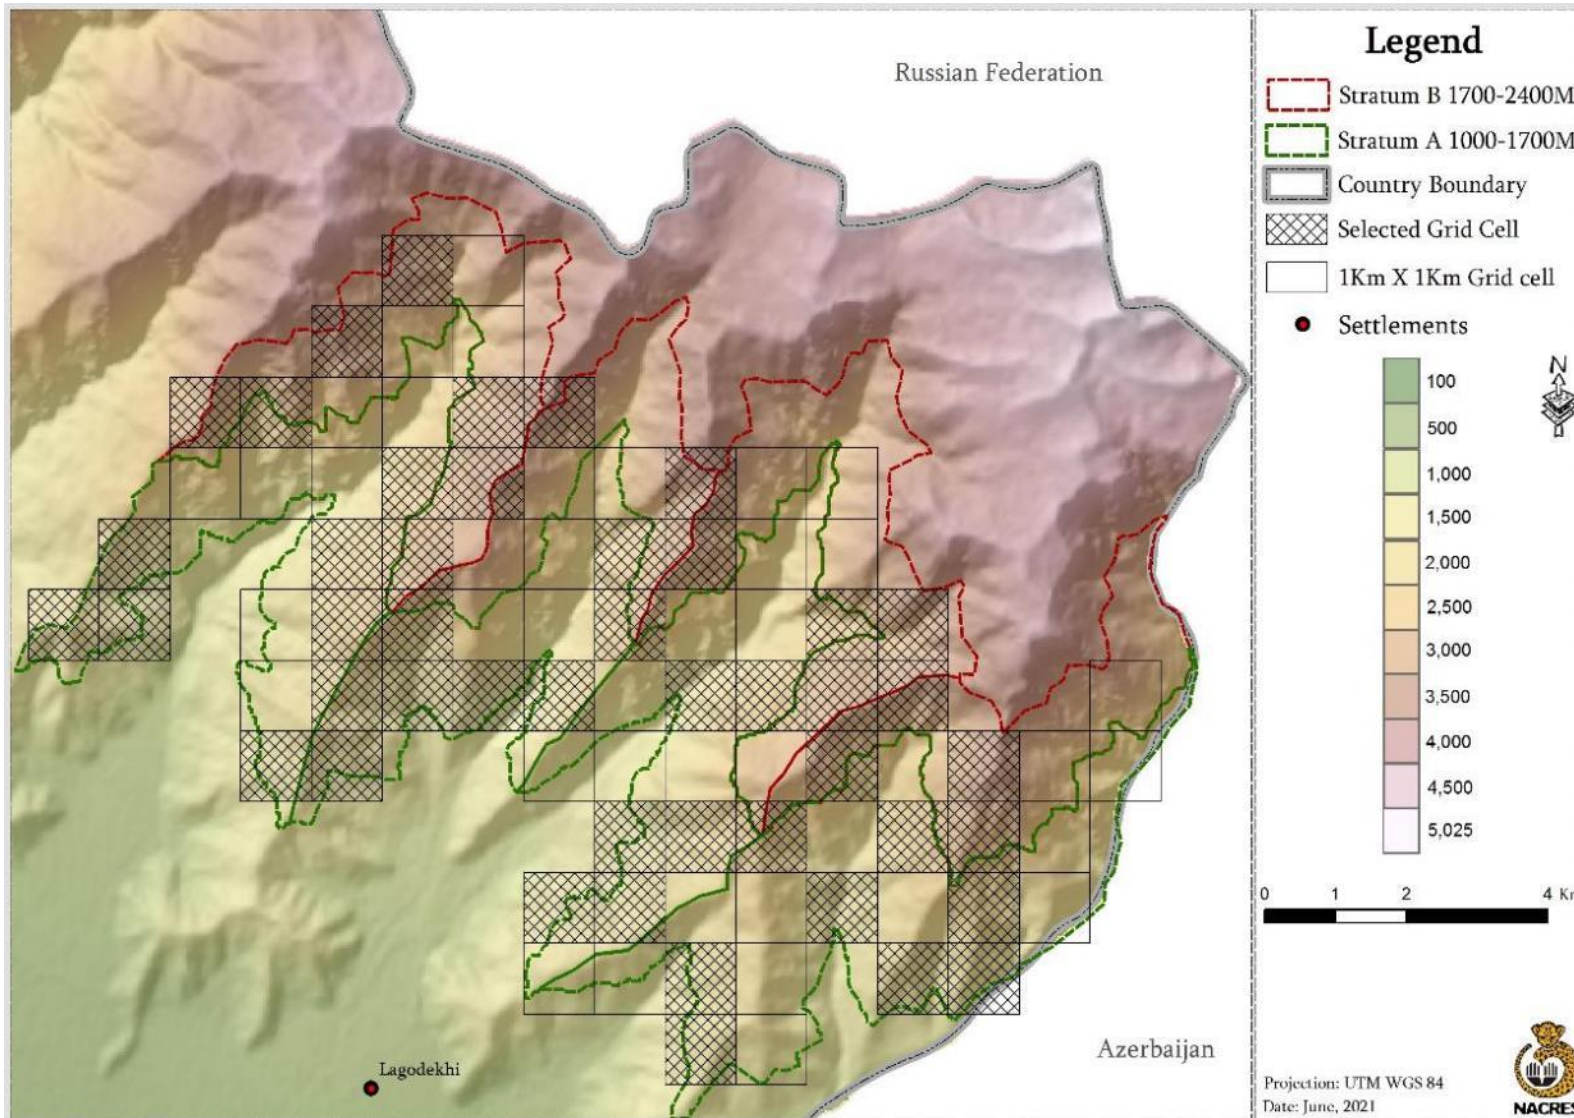 Russian Federation
Azerbaijan
Lagodekhi
Legend
Stratum B 1700-2400M
Stratum A 1000-1700M
Country Boundary
Selected Grid Cell
1Km X 1Km Grid cell
Settlements
N
100
500
1,000
1,500
2,000
2,500
3,000
3,500
4,000
4,500
5,025
0 1 2 4 Km
Projection: UTM WGS 84
Date: June, 2021
NACRES